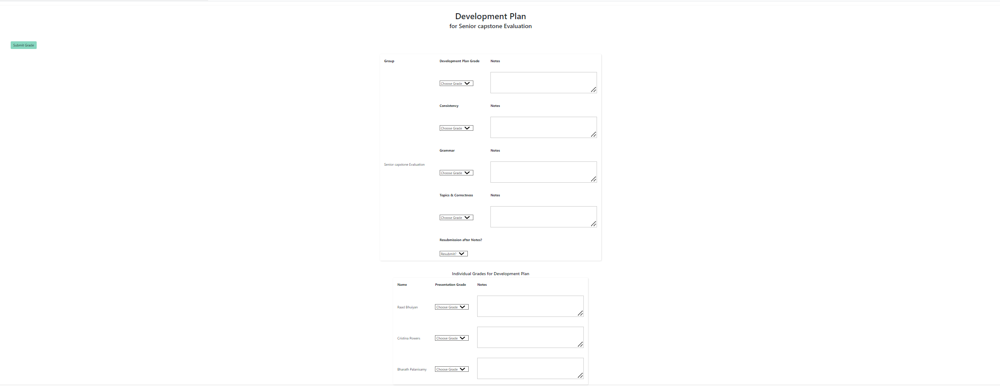 Development Plan
for Senior capstone Evaluation
Submit Grade
Group Development Plan Grade Notes
Choose Grade
Consistency Notes
Choose Grade
Grammar Notes
Senior capstone Evaluation
Choose Grade
Topics & Correctness Notes
Choose Grade
Resubmission after Notes?
Resubmit?
Individual Grades for Development Plan
Name Presentation Grade Notes
Raad Bhuiyan Choose Grade
Cristina Powers Choose Grade
Bharath Palanisamy Choose Grade